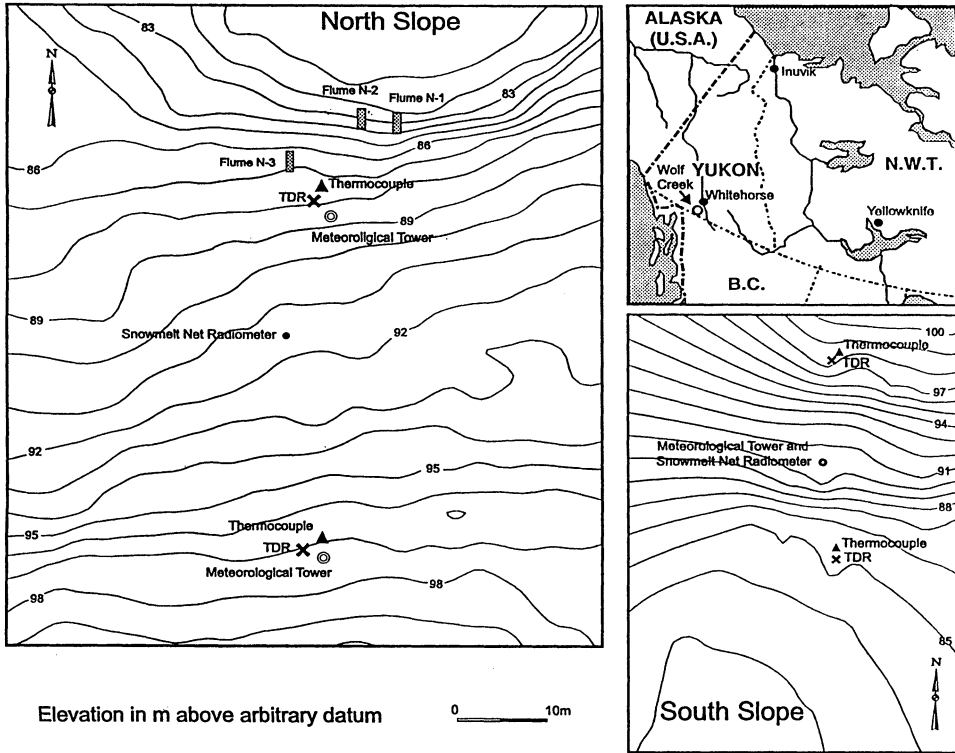 North Slope
83
N
Flume N-2
Flume N-1
83
86
86
Flume N-3
Thermocouple
TDR
89
Meteoroligical Tower
89
Snowmelt Net Radiometer
92
92
95
95
Thermocouple
TDR
Meteorological Tower
98
98
Elevation in m above arbitrary datum
0
10m
ALASKA
(U.S.A.)
Inuvik
N.W.T.
YUKON
Wolf
Creek
Whitehorse
Yellowknife
B.C.
100
Thermocouple
TDR
97
94
Meteorological Tower and
Snowmelt Net Radiometer
91
88
Thermocouple
TDR
85
N
South Slope